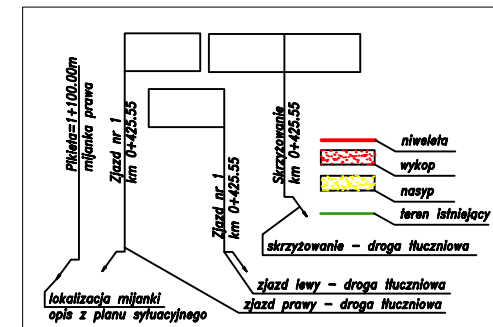 Pikieta=1+100.00m
mijanka prawa
Zjazd nr 1
km 0+425.55
Zjazd nr 1
km 0+425.55
Skrzyżowanie
km 0+425.55
niweleta
wykop
nasyp
teren istniejący
skrzyżowanie - droga tłuczniowa
zjazd lewy - droga tłuczniowa
zjazd prawy - droga tłuczniowa
lokalizacja mijanki
opis z planu sytuacyjnego